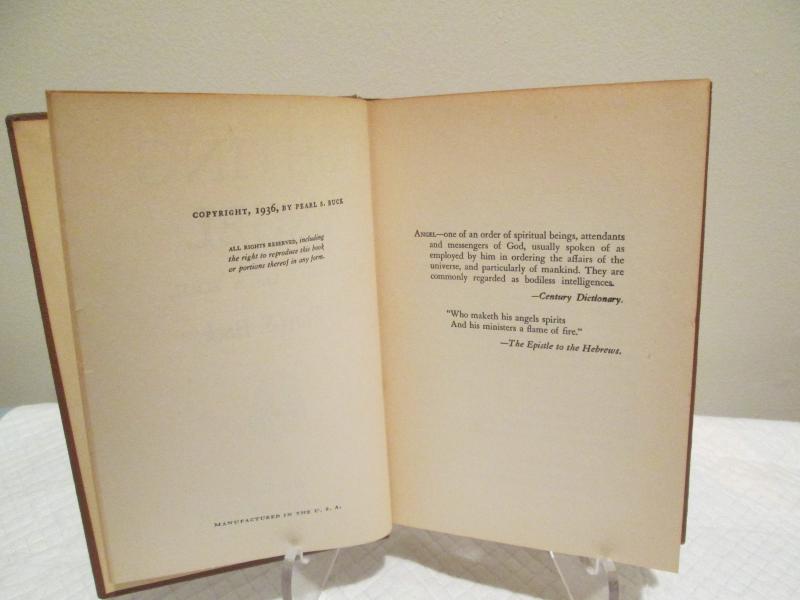 COPYRIGHT, 1936, BY PEARL S. BUCK
ALL RIGHTS RESERVED, including
the right to reproduce this book
or portions thereof in any form.
MANUFACTURED IN THE U. S. A.
ANGEL—one of an order of spiritual beings, attendants
and messengers of God, usually spoken of as
employed by him in ordering the affairs of the
universe, and particularly of mankind. They are
commonly regarded as bodiless intelligences.
—Century Dictionary.
"Who maketh his angels spirits
And his ministers a flame of fire."
—The Epistle to the Hebrews.